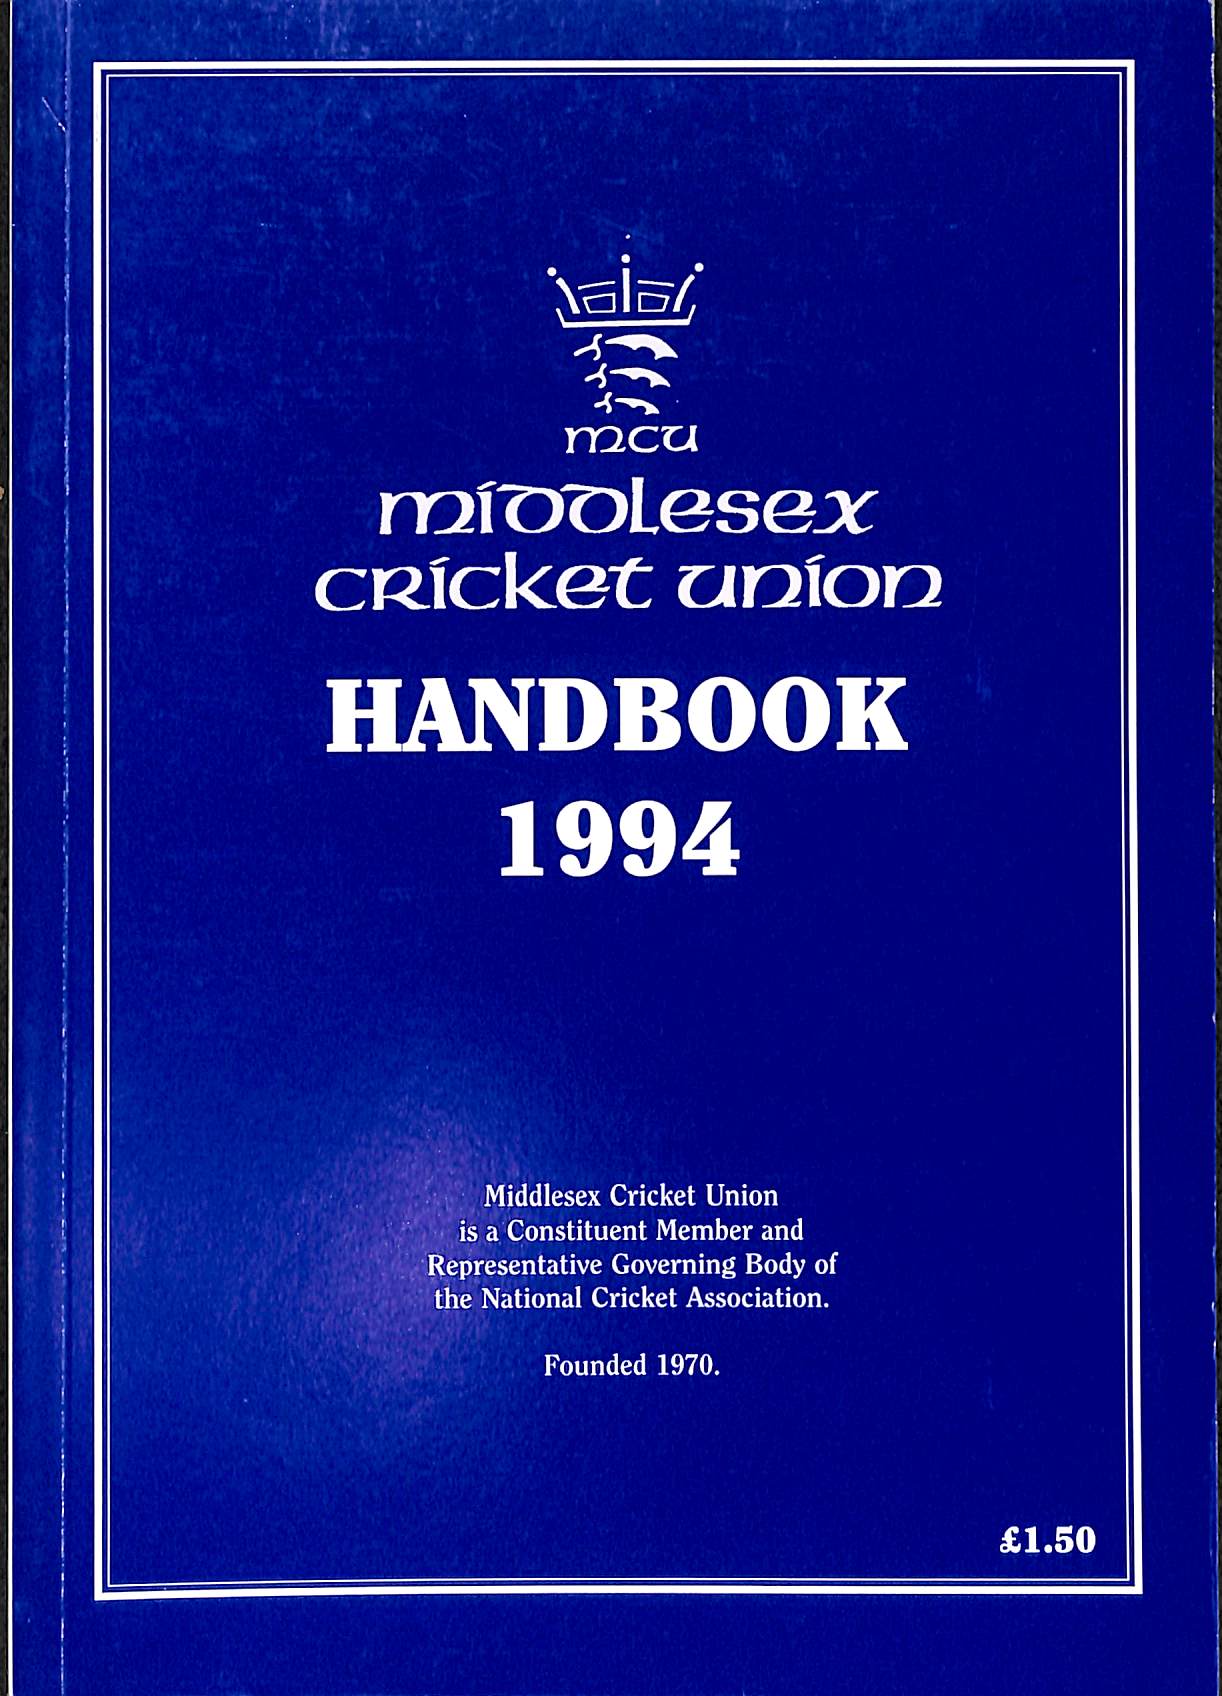 mcu
middlesex
cricket union
HANDBOOK
1994
Middlesex Cricket Union
is a Constituent Member and
Representative Governing Body of
the National Cricket Association.
Founded 1970.
£1.50